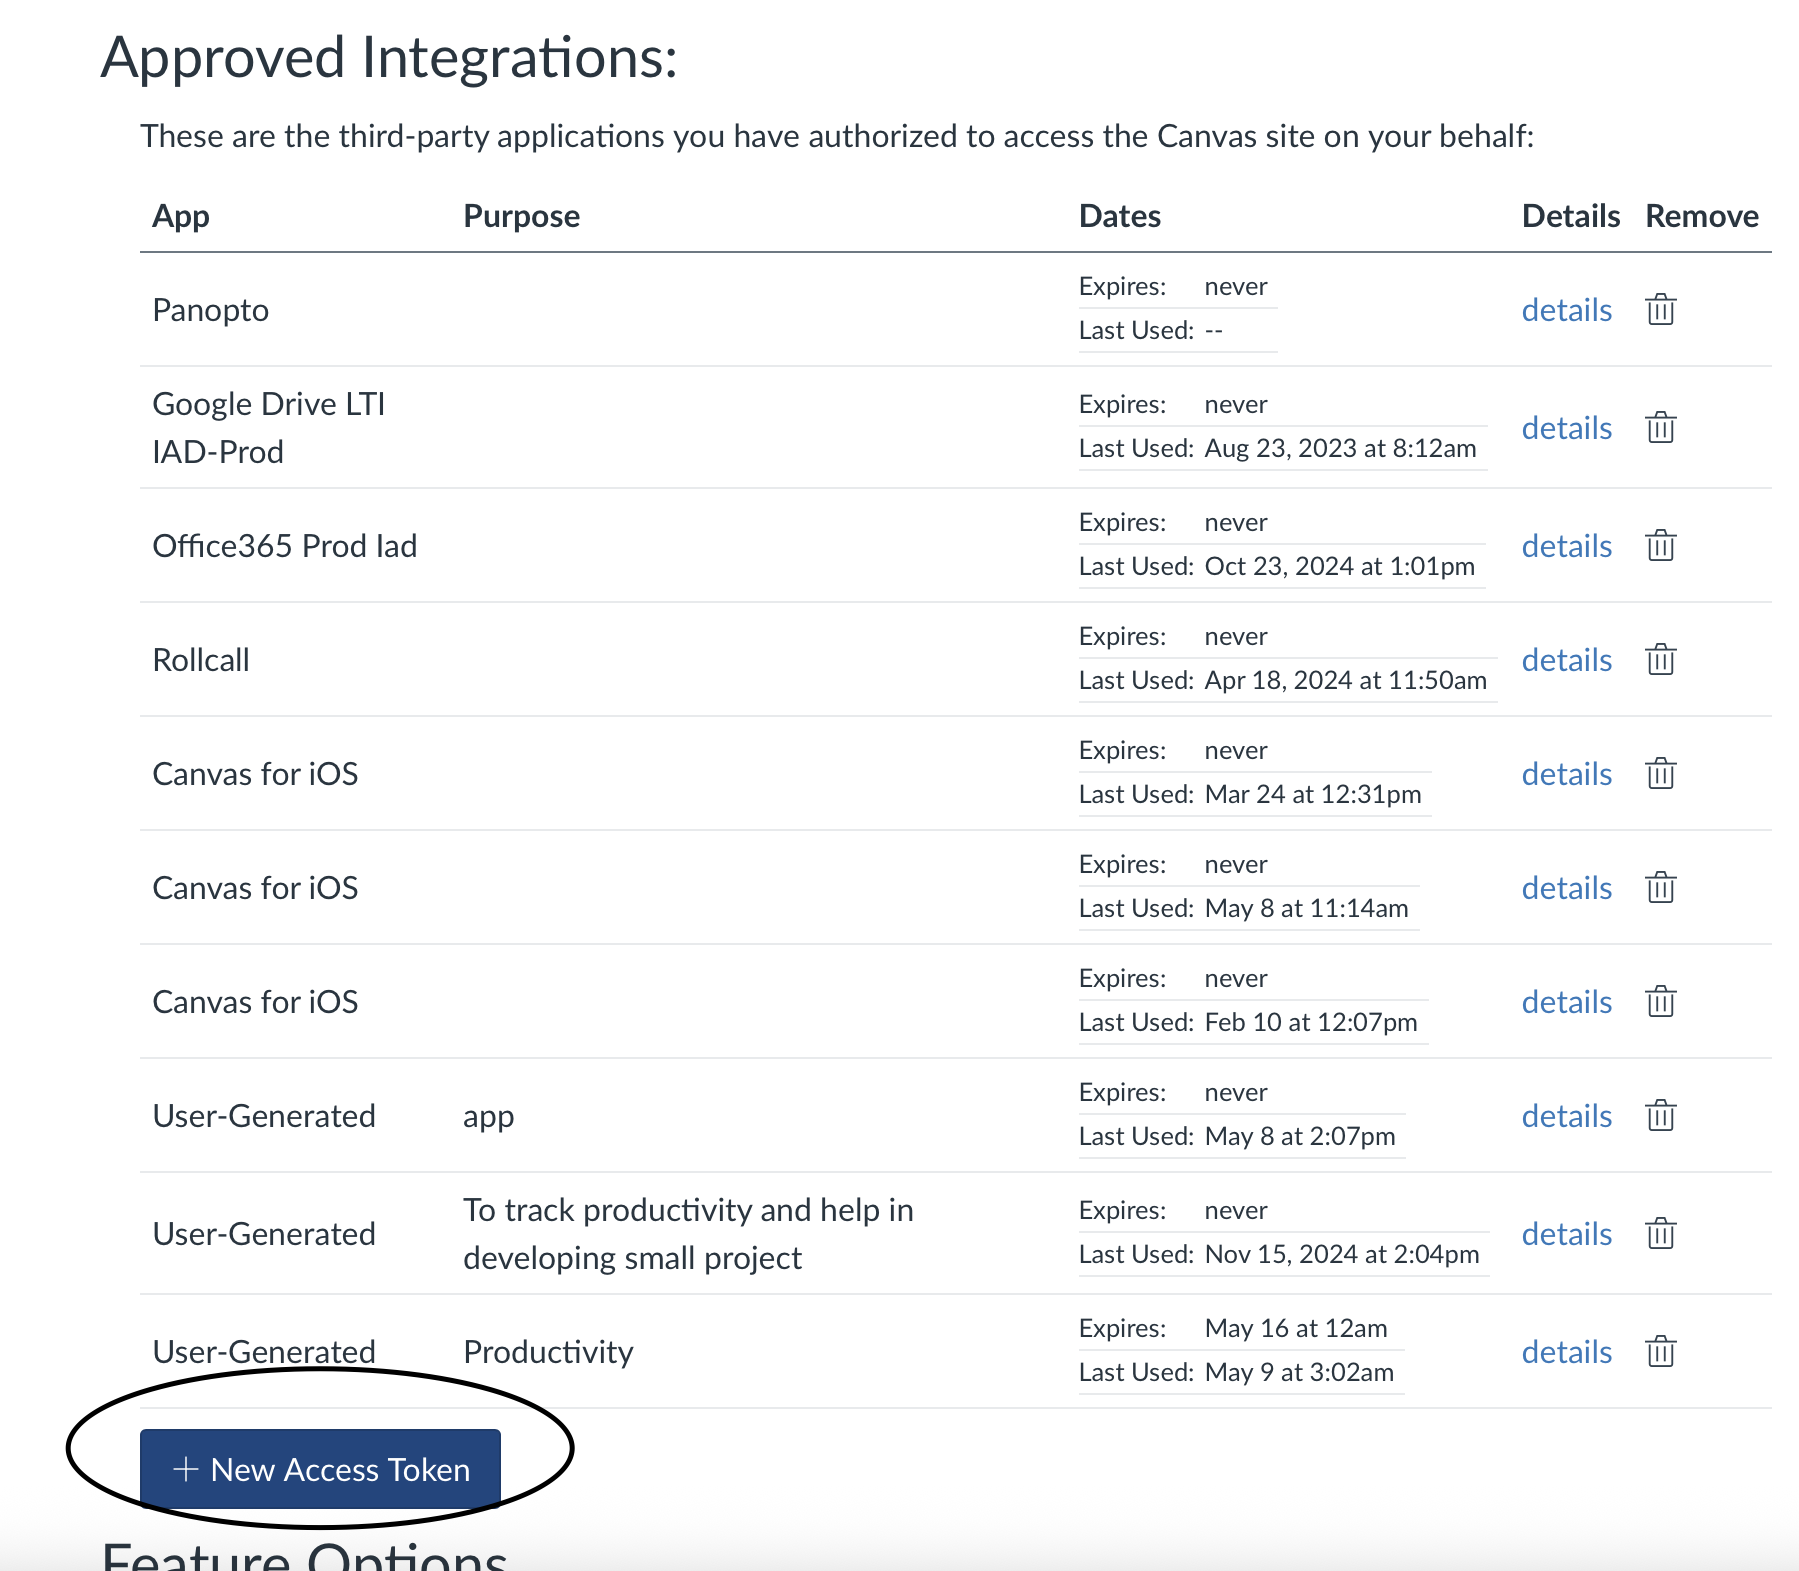 Approved Integrations:
These are the third-party applications you have authorized to access the Canvas site on your behalf:
App Purpose Dates Details Remove
Panopto Expires: never details
Last Used: --
Google Drive LTI IAD-Prod Expires: never details
Last Used: Aug 23, 2023 at 8:12am
Office365 Prod Iad Expires: never details
Last Used: Oct 23, 2024 at 1:01pm
Rollcall Expires: never details
Last Used: Apr 18, 2024 at 11:50am
Canvas for iOS Expires: never details
Last Used: Mar 24 at 12:31pm
Canvas for iOS Expires: never details
Last Used: May 8 at 11:14am
Canvas for iOS Expires: never details
Last Used: Feb 10 at 12:07pm
User-Generated app Expires: never details
Last Used: May 8 at 2:07pm
User-Generated To track productivity and help in developing small project Expires: never details
Last Used: Nov 15, 2024 at 2:04pm
User-Generated Productivity Expires: May 16 at 12am details
Last Used: May 9 at 3:02am
+ New Access Token
Feature Options